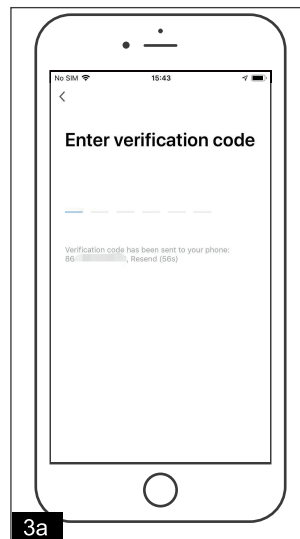 No SIM 15:43
Enter verification code
Verification code has been sent to your phone:
86 , Resend (56s)
3a